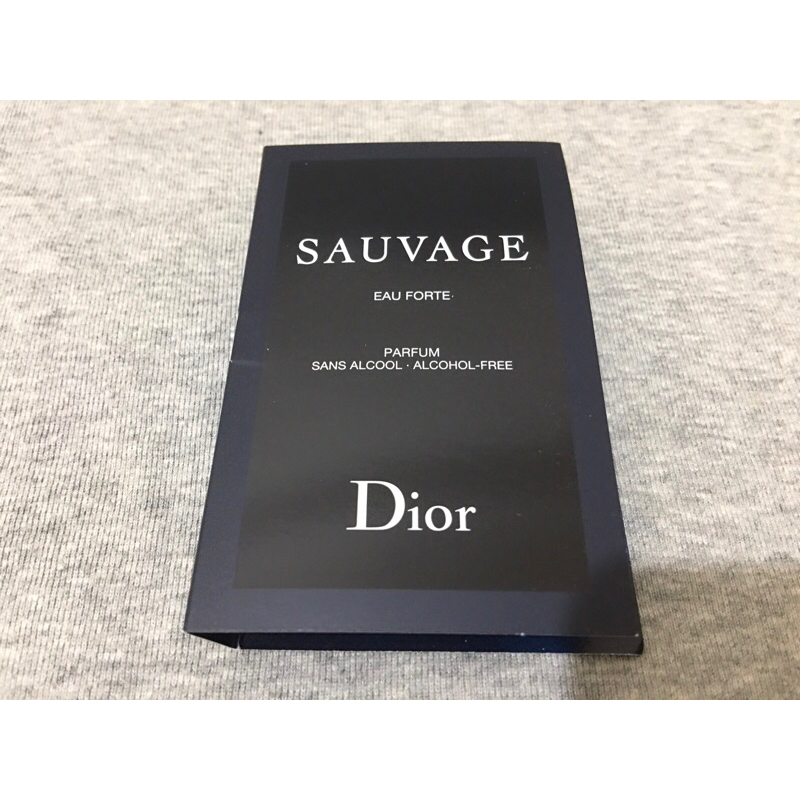 SAUVAGE
EAU FORTE
PARFUM
SANS ALCOOL · ALCOHOL-FREE
Dior